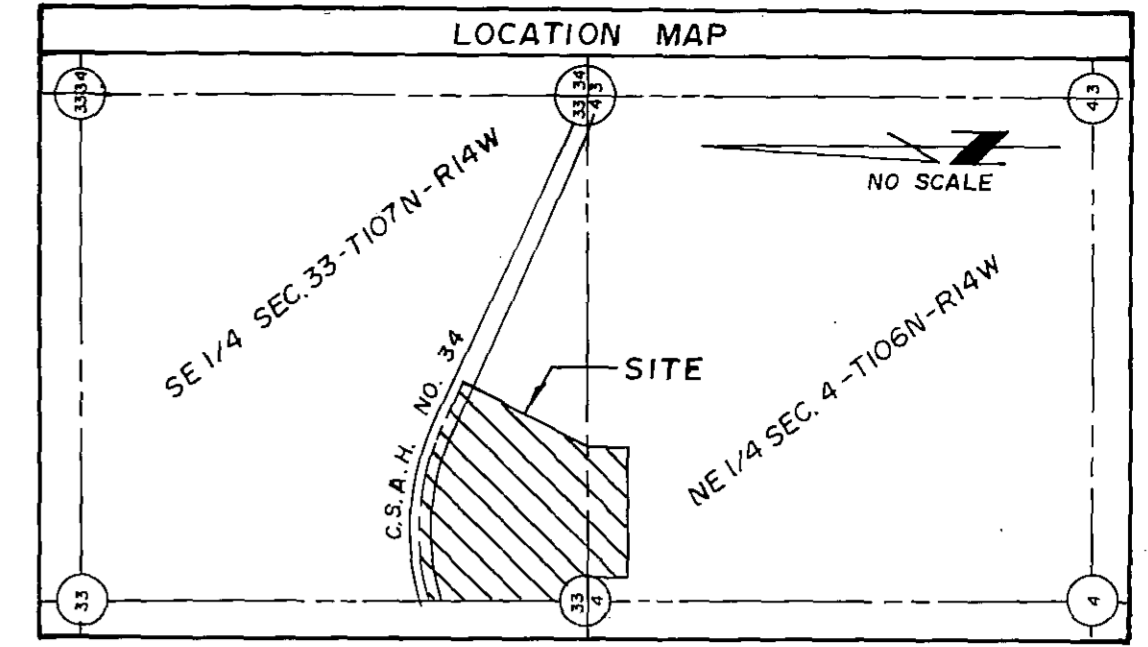 LOCATION MAP
33 34
33 34
4 3
4 3
NO SCALE
SE 1/4 SEC. 33-T107N-R14W
NE 1/4 SEC. 4-T106N-R14W
SITE
C.S.A.H. NO. 34
33
33
4
4